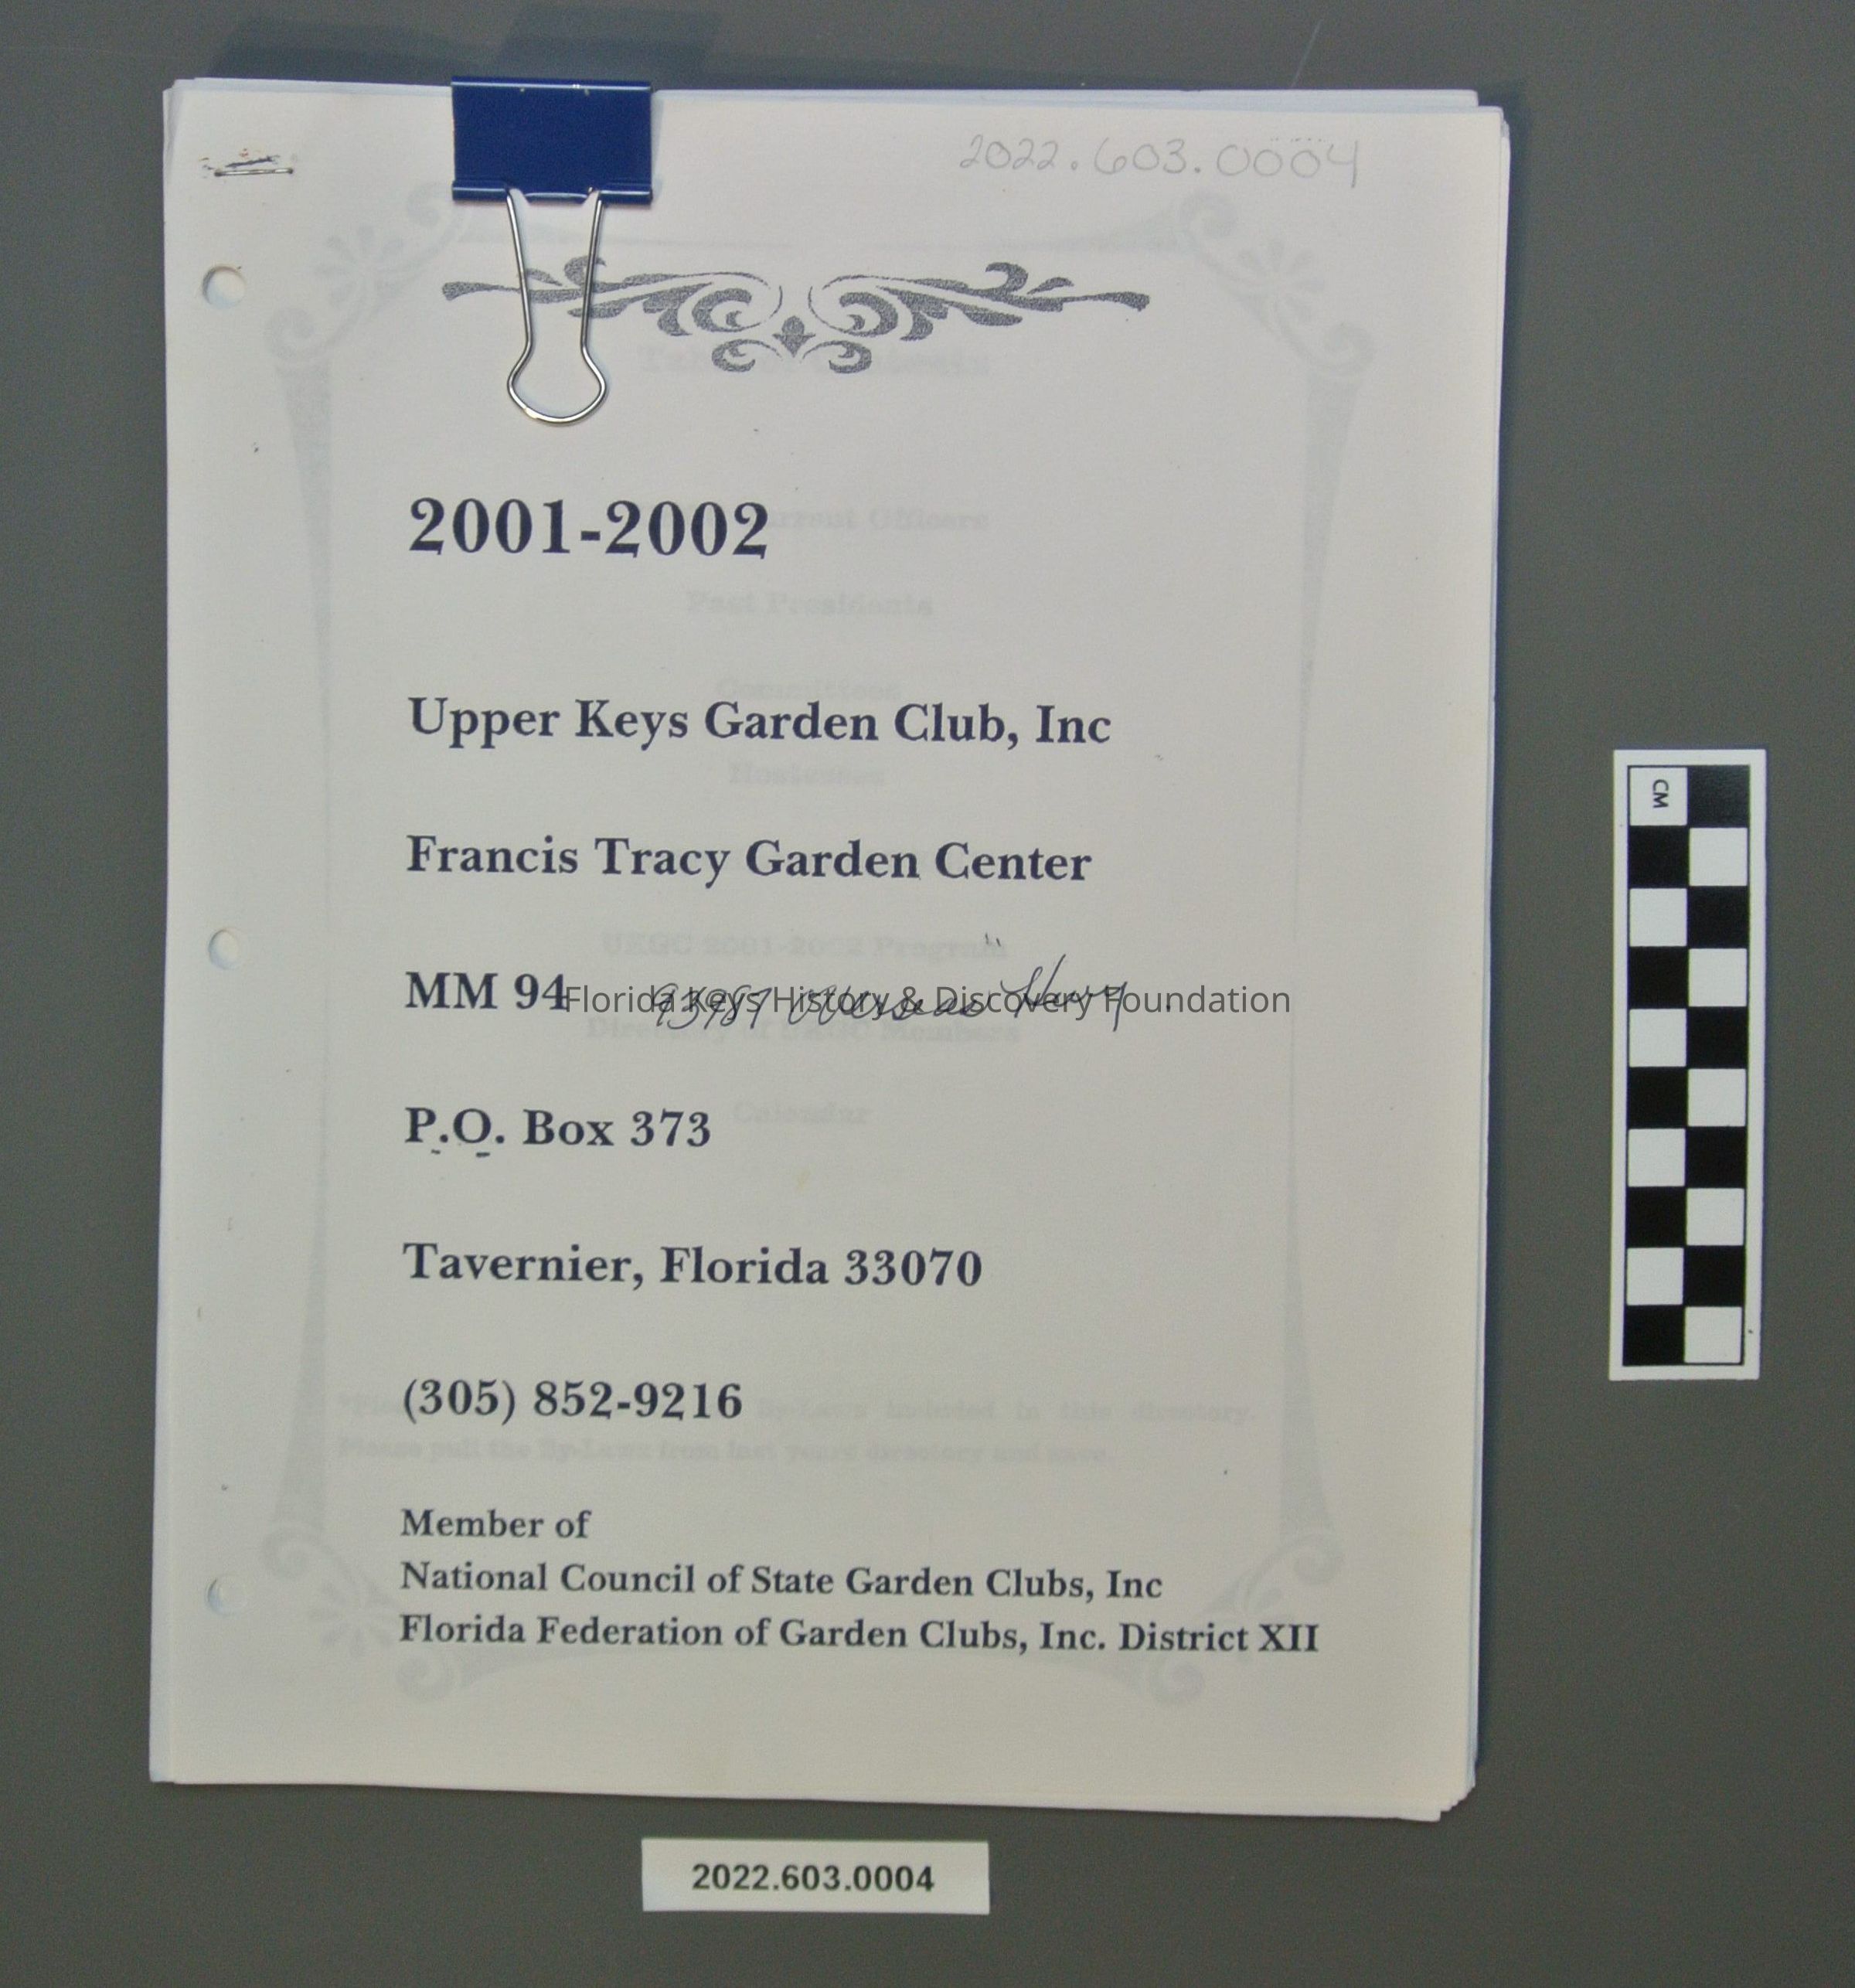 2022.603.0004
2001-2002
Upper Keys Garden Club, Inc
Francis Tracy Garden Center
MM 94 Overseas Hwy.
Florida Keys History & Discovery Foundation
P.O. Box 373
Tavernier, Florida 33070
(305) 852-9216
Member of
National Council of State Garden Clubs, Inc
Florida Federation of Garden Clubs, Inc. District XII
CM
2022.603.0004